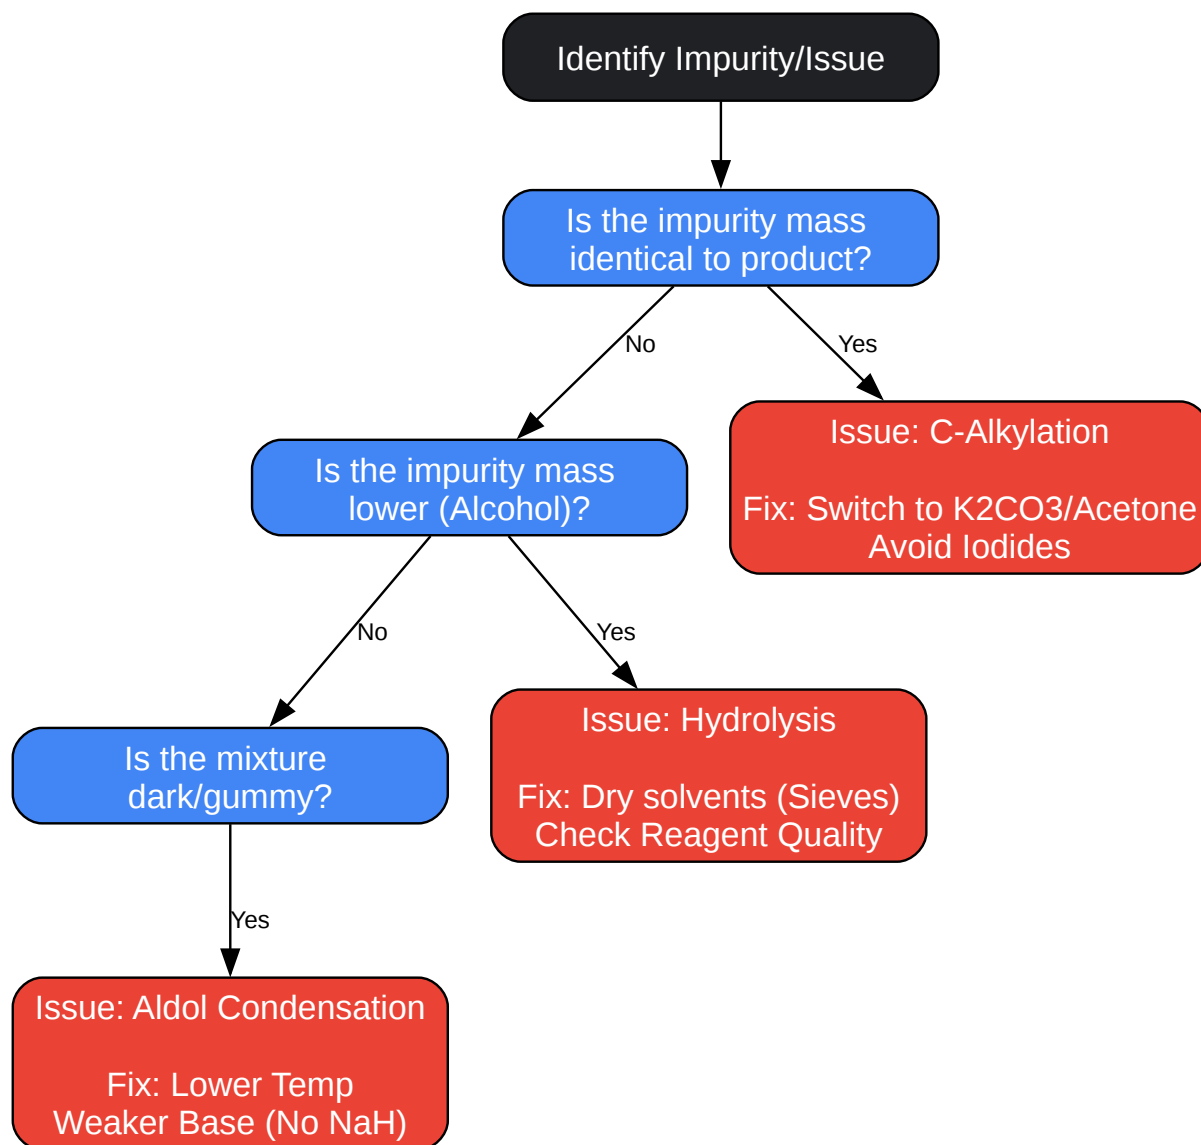 Identify Impurity/Issue
Is the impurity mass
identical to product?
No
Yes
Issue: C-Alkylation
Fix: Switch to K2CO3/Acetone
Avoid Iodides
Is the impurity mass
lower (Alcohol)?
No
Yes
Issue: Hydrolysis
Fix: Dry solvents (Sieves)
Check Reagent Quality
Is the mixture
dark/gummy?
Yes
Issue: Aldol Condensation
Fix: Lower Temp
Weaker Base (No NaH)